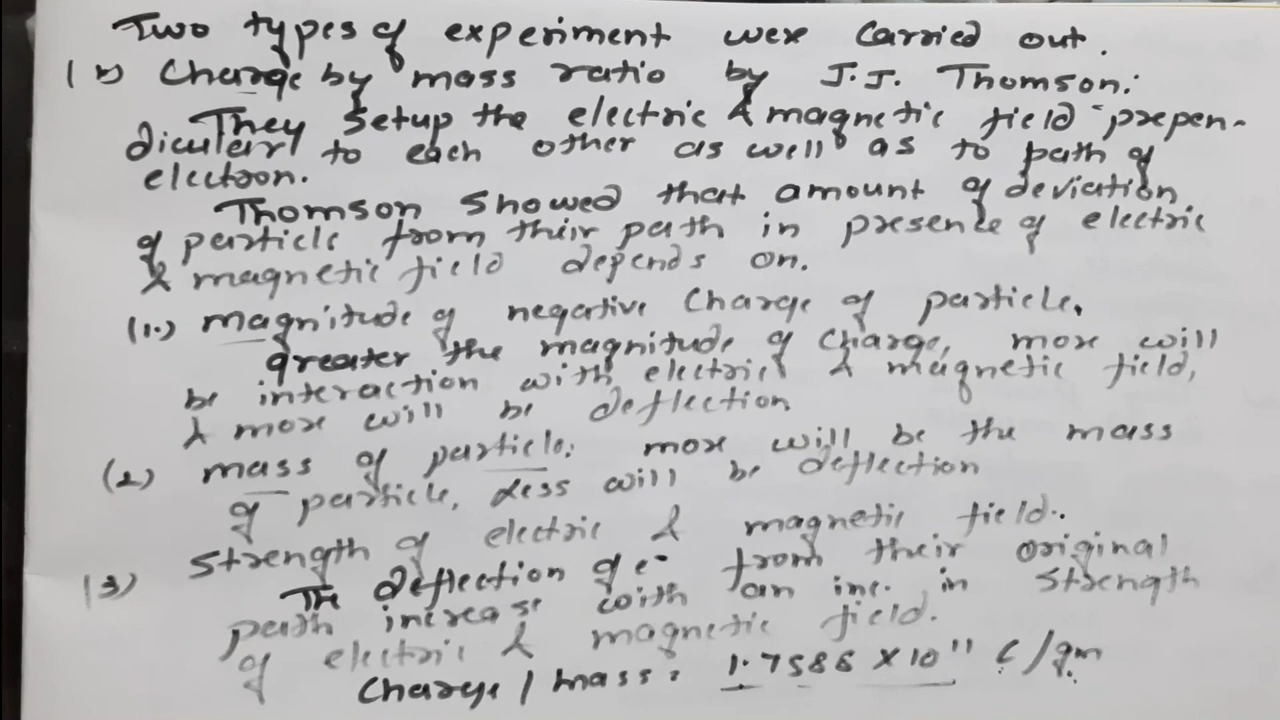 Two types of experiment were carried out.
(1) Charge by mass ratio by J.J. Thomson:
They setup the electric & magnetic field prepen-
dicularl to each other as well as to path of
electron.
Thomson showed that amount of deviation
of particle from their path in presence of electric
& magnetic field depends on.
(1.) magnitude of negative charge of particle.
greater the magnitude of charge, more will
be interaction with electric & magnetic field,
& more will be deflection
(2) mass of particle: more will be the mass
of particle, less will be deflection
(3) strength of electric & magnetic field..
The deflection of e- from their original
path increase with an inc. in strength
of electric & magnetic field.
Charge / mass = 1.7586 × 10¹¹ C/gm